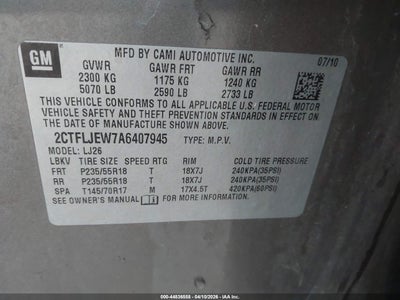 GM
MFD BY CAMI AUTOMOTIVE INC.
07/10
GVWR GAWR FRT GAWR RR
2300 KG 1175 KG 1240 KG
5070 LB 2590 LB 2733 LB
THIS VEHICLE CONFORMS TO ALL APPLICABLE U.S. FEDERAL MOTOR
VEHICLE SAFETY AND THEFT PREVENTION STANDARDS IN EFFECT ON THE
DATE OF MANUFACTURE SHOWN ABOVE.
2CTFLJEW7A6407945 TYPE: M.P.V.
MODEL: LJ26
LBKV TIRE SIZE SPEED RTG RIM COLD TIRE PRESSURE
FRT P235/55R18 T 18X7J 240KPA(35PSI)
RR P235/55R18 T 18X7J 240KPA(35PSI)
SPA T145/70R17 M 17X4.5T 420KPA(60PSI)
SEE OWNER'S MANUAL FOR ADDITIONAL INFORMATION
000-44838588 - 04/10/2026 - IAAI.com